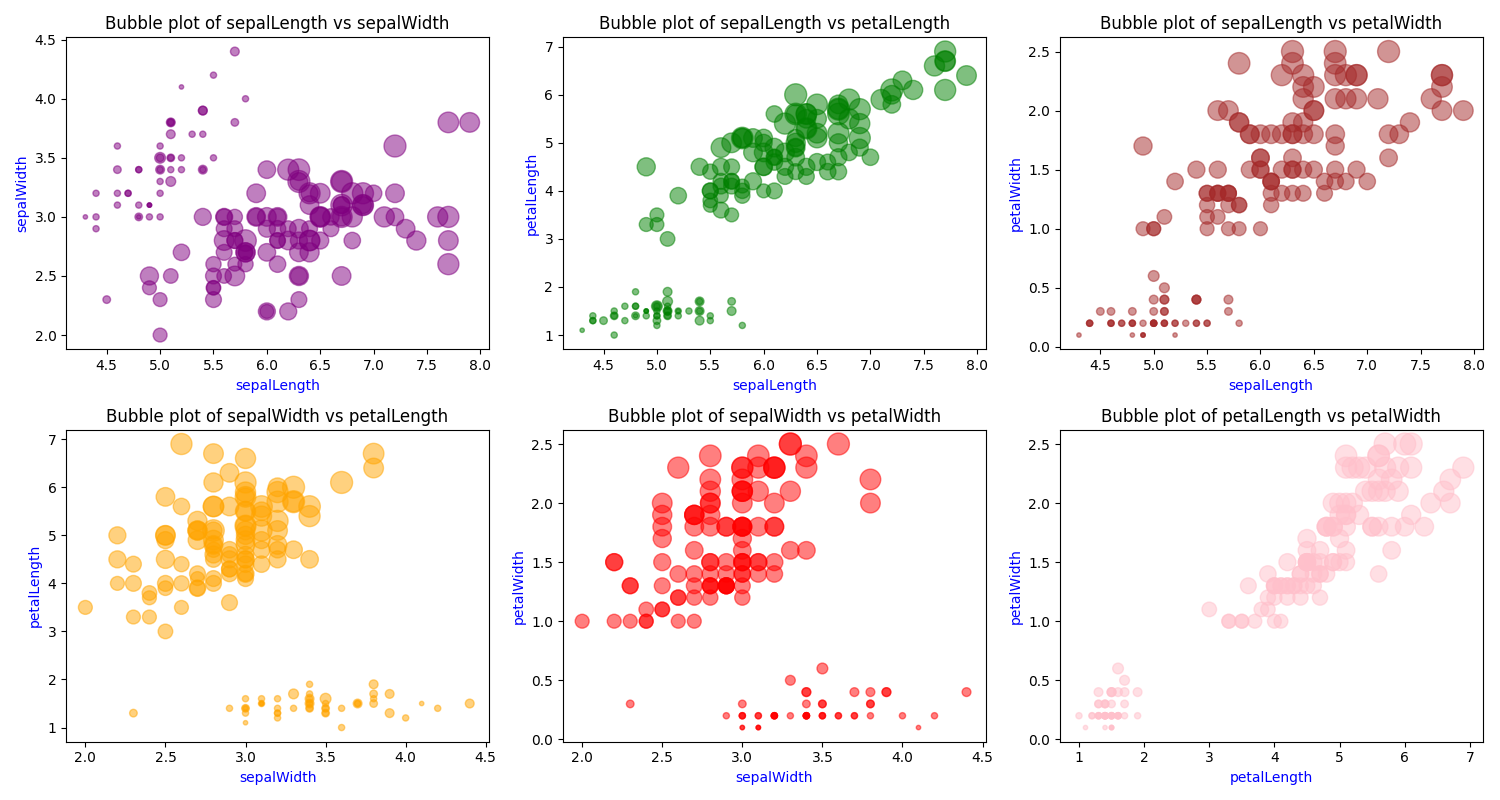 Bubble plot of sepalLength vs sepalWidth
4.5
4.0
3.5
3.0
2.5
2.0
sepalWidth
4.5 5.0 5.5 6.0 6.5 7.0 7.5 8.0
sepalLength
Bubble plot of sepalLength vs petalLength
7
6
5
4
3
2
1
petalLength
4.5 5.0 5.5 6.0 6.5 7.0 7.5 8.0
sepalLength
Bubble plot of sepalLength vs petalWidth
2.5
2.0
1.5
1.0
0.5
0.0
petalWidth
4.5 5.0 5.5 6.0 6.5 7.0 7.5 8.0
sepalLength
Bubble plot of sepalWidth vs petalLength
7
6
5
4
3
2
1
petalLength
2.0 2.5 3.0 3.5 4.0 4.5
sepalWidth
Bubble plot of sepalWidth vs petalWidth
2.5
2.0
1.5
1.0
0.5
0.0
petalWidth
2.0 2.5 3.0 3.5 4.0 4.5
sepalWidth
Bubble plot of petalLength vs petalWidth
2.5
2.0
1.5
1.0
0.5
0.0
petalWidth
1 2 3 4 5 6 7
petalLength